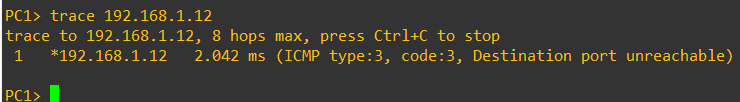 PC1> trace 192.168.1.12
trace to 192.168.1.12, 8 hops max, press Ctrl+C to stop
1 *192.168.1.12 2.042 ms (ICMP type:3, code:3, Destination port unreachable)
PC1>